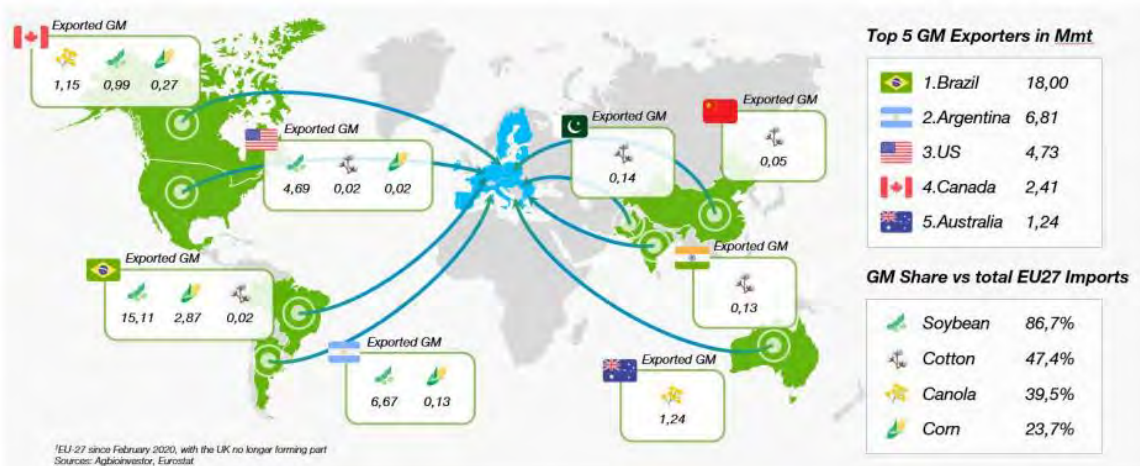 Exported GM
1,15 0,99 0,27
Exported GM
4,69 0,02 0,02
Exported GM
15,11 2,87 0,02
Exported GM
6,67 0,13
Exported GM
0,14
Exported GM
0,05
Exported GM
0,13
Exported GM
1,24
Top 5 GM Exporters in Mmt
1.Brazil 18,00
2.Argentina 6,81
3.US 4,73
4.Canada 2,41
5.Australia 1,24
GM Share vs total EU27 Imports
Soybean 86,7%
Cotton 47,4%
Canola 39,5%
Corn 23,7%
¹EU-27 since February 2020, with the UK no longer forming part
Sources: Agbioinvestor, Eurostat